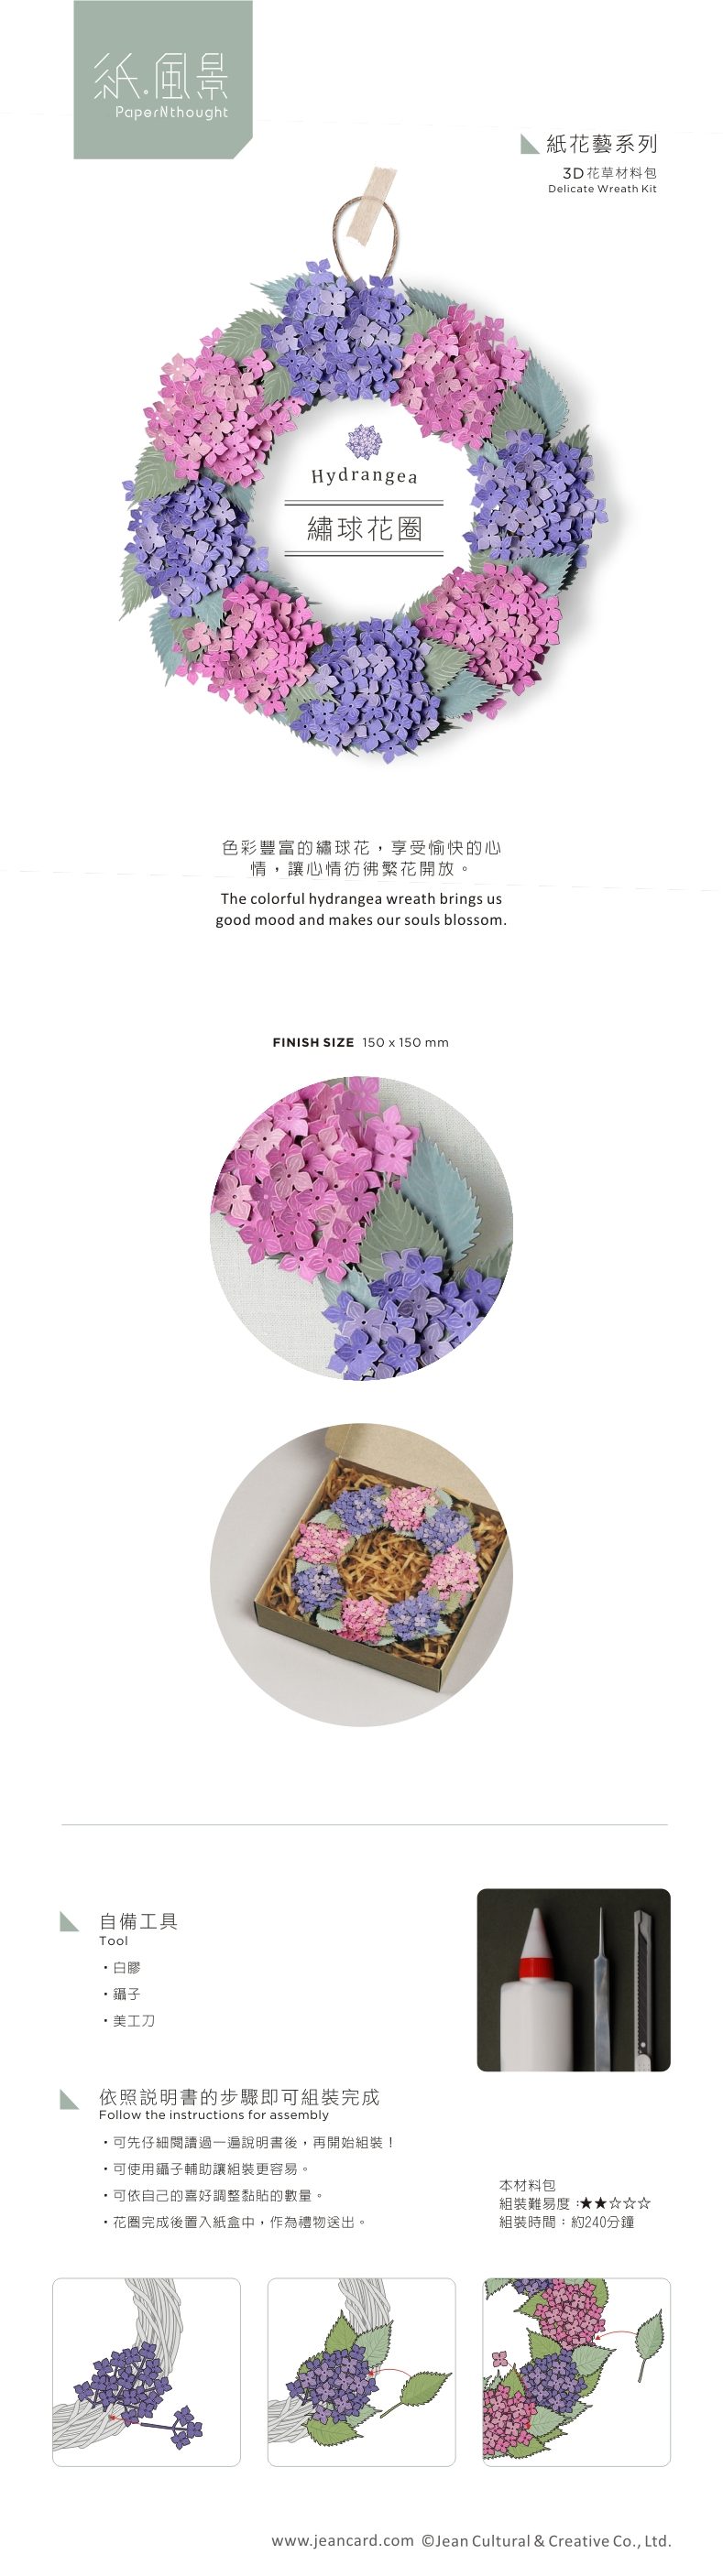 紙風景
PaperNthought
紙花藝系列
3D花草材料包
Delicate Wreath Kit
Hydrangea
繡球花圈
色彩豐富的繡球花，享受愉快的心
情，讓心情彷彿繁花開放。
The colorful hydrangea wreath brings us
good mood and makes our souls blossom.
FINISH SIZE 150 x 150 mm
自備工具
Tool
・白膠
・鑷子
・美工刀
依照說明書的步驟即可組裝完成
Follow the instructions for assembly
・可先仔細閱讀過一遍說明書後，再開始組裝！
・可使用鑷子輔助讓組裝更容易。
・可依自己的喜好調整黏貼的數量。
・花圈完成後置入紙盒中，作為禮物送出。
本材料包
組裝難易度：★★☆☆☆
組裝時間：約240分鐘
www.jeancard.com ©Jean Cultural & Creative Co., Ltd.